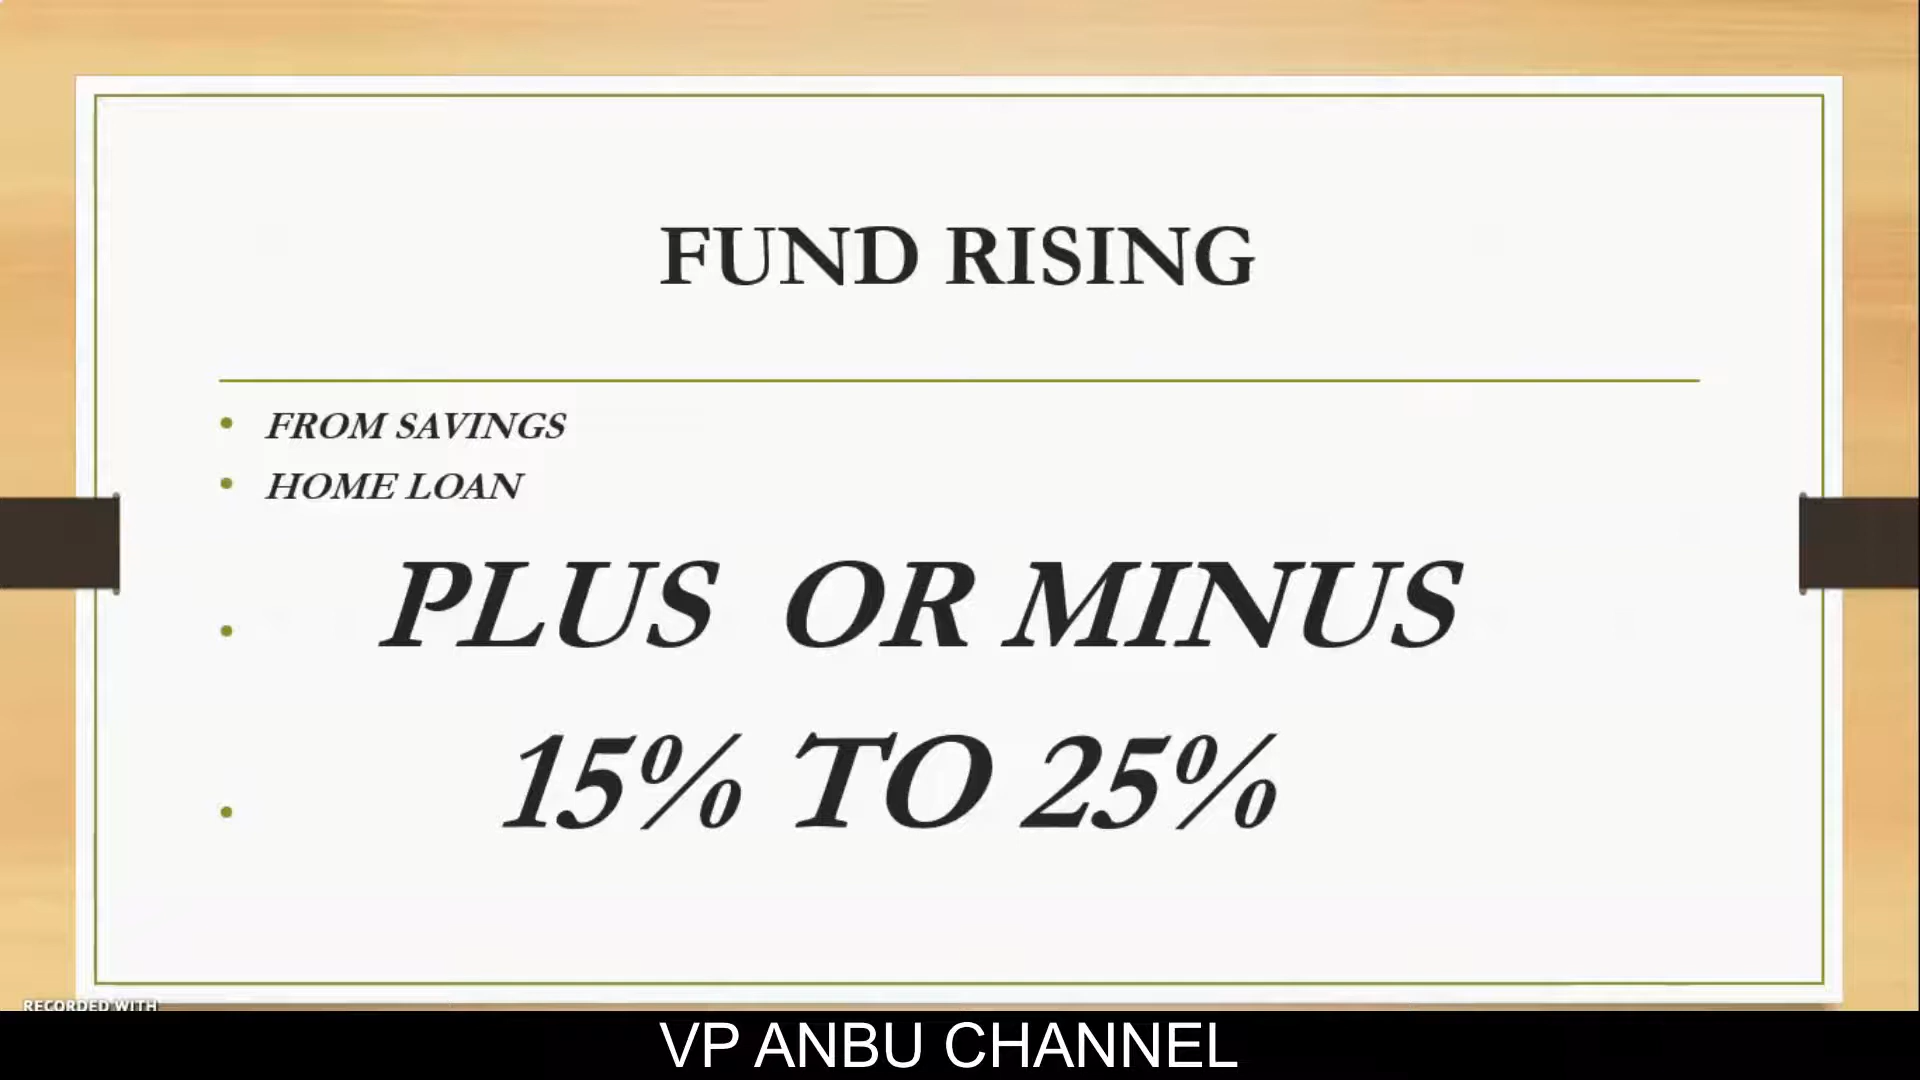 FUND RISING
• FROM SAVINGS
• HOME LOAN
• PLUS OR MINUS
• 15% TO 25%
RECORDED WITH
VP ANBU CHANNEL